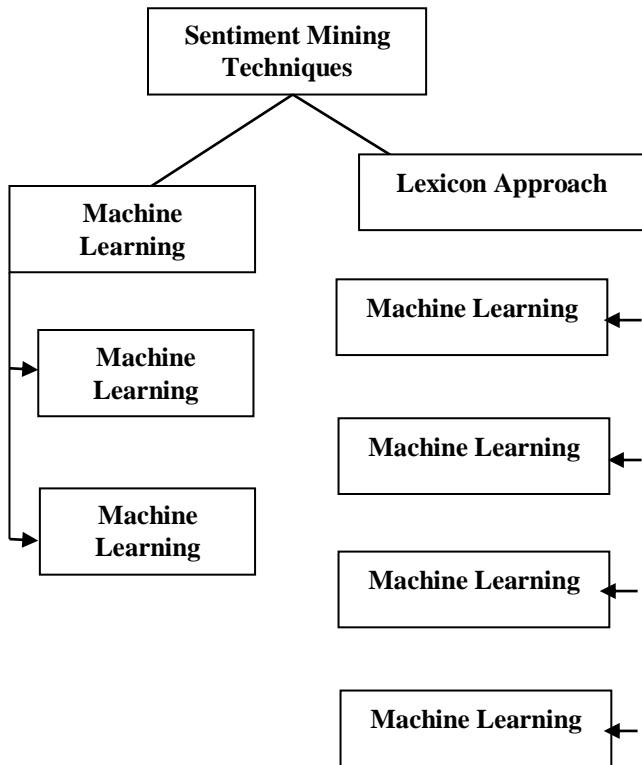 Sentiment Mining
Techniques
Machine
Learning
Machine
Learning
Machine
Learning
Lexicon Approach
Machine Learning
Machine Learning
Machine Learning
Machine Learning